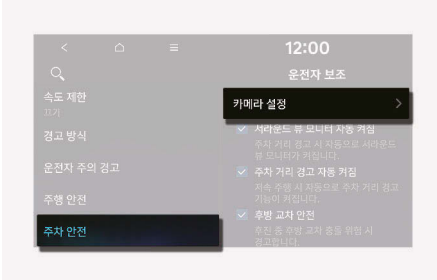 12:00
운전자 보조
속도 제한
끄기
경고 방식
운전자 주의 경고
주행 안전
주차 안전
카메라 설정
서라운드 뷰 모니터 자동 켜짐
주차 거리 경고 시 자동으로 서라운드
뷰 모니터가 켜집니다.
주차 거리 경고 자동 켜짐
저속 주행 시 자동으로 주차 거리 경고
기능이 켜집니다.
후방 교차 안전
후진 중 후방 교차 충돌 위험 시
경고합니다.